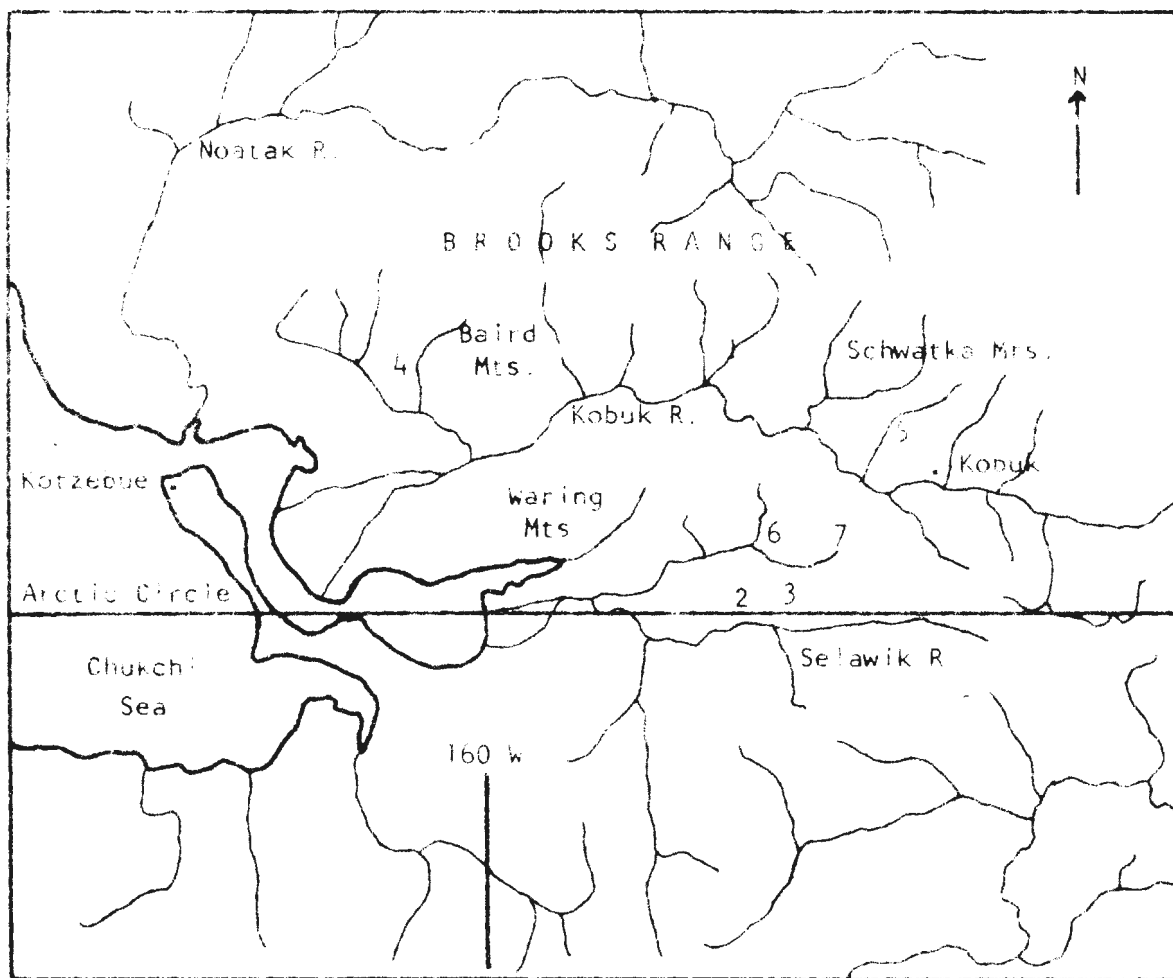 N
Noatak R.
BROOKS RANGE
Baird
Mts.
Schwatka Mts.
4
Kobuk R.
5
Kotzebue
Kobuk
Waring
Mts
6
7
Arctic Circle
2
3
Chukchi
Sea
Selawik R
160 W